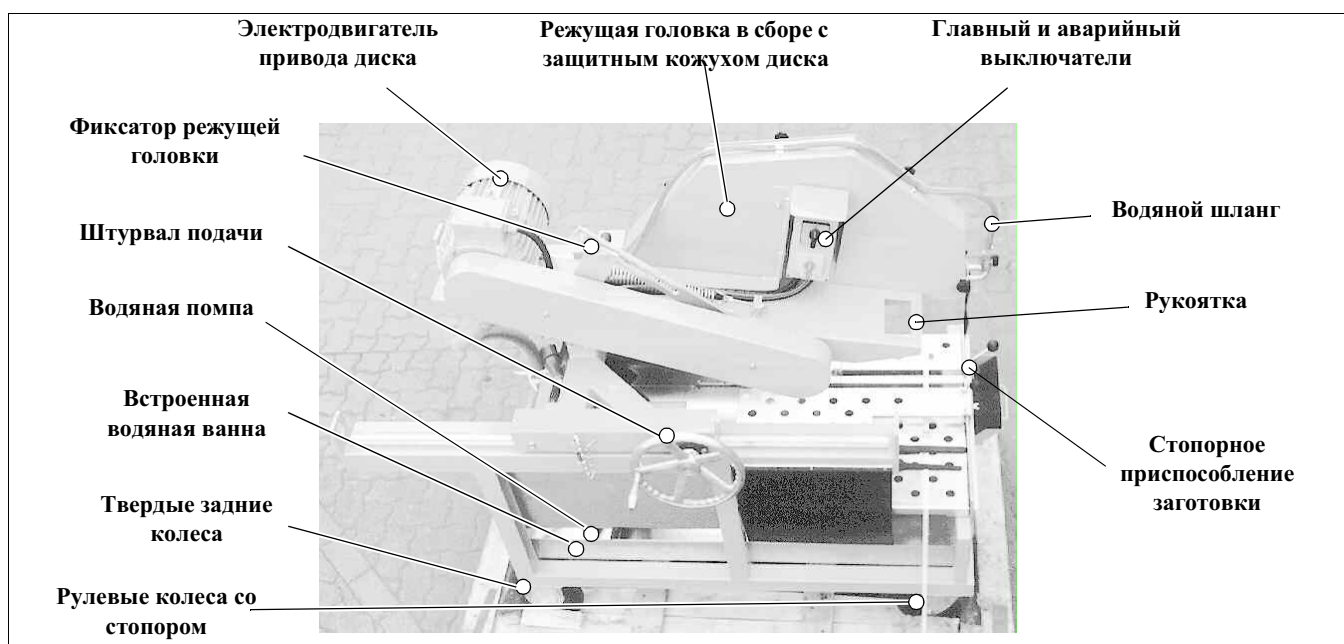 Электродвигатель
привода диска
Режущая головка в сборе с
защитным кожухом диска
Главный и аварийный
выключатели
Фиксатор режущей
головки
Штурвал подачи
Водяная помпа
Встроенная
водяная ванна
Твердые задние
колеса
Рулевые колеса со
стопором
Водяной шланг
Рукоятка
Стопорное
приспособление
заготовки